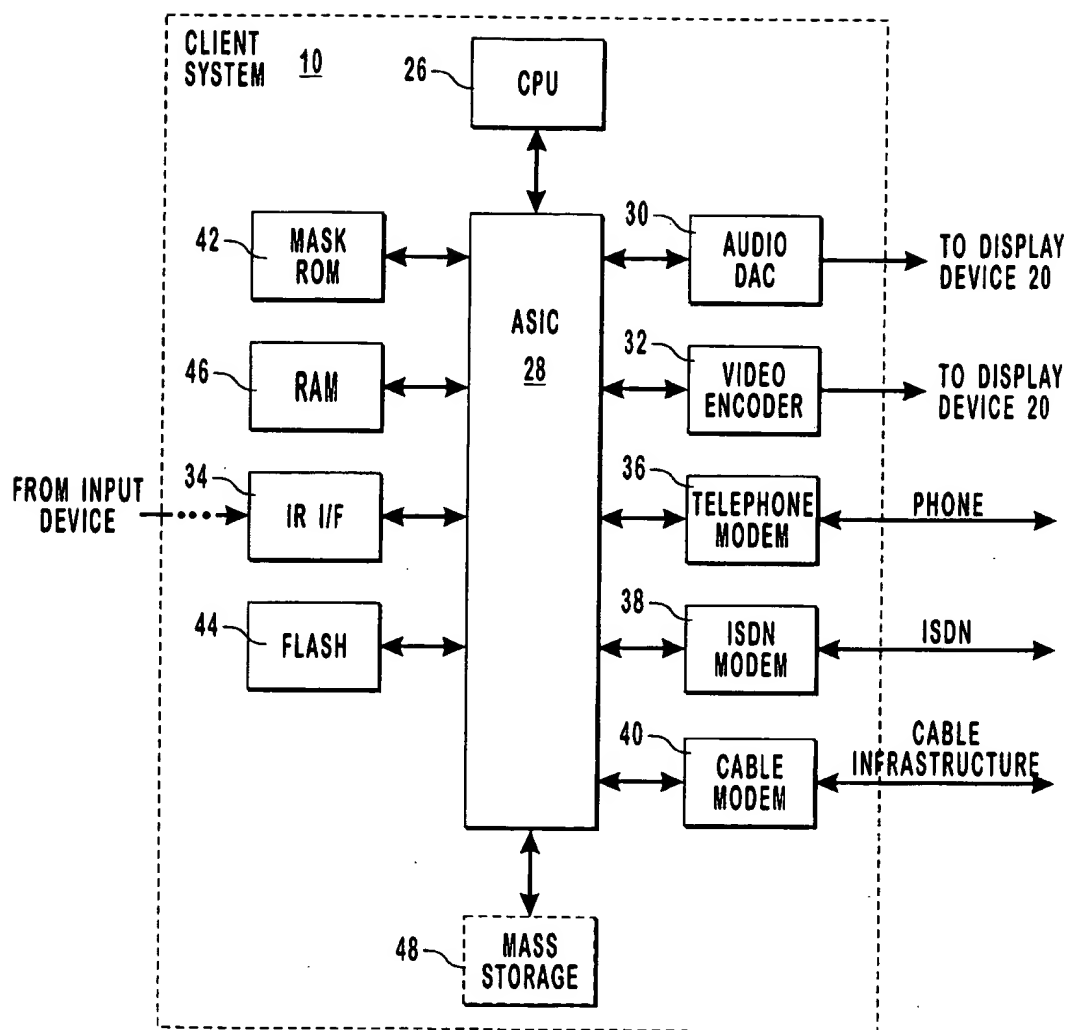 CLIENT
SYSTEM 10
26
CPU
42
MASK
ROM
30
AUDIO
DAC
TO DISPLAY
DEVICE 20
ASIC
28
46
RAM
32
VIDEO
ENCODER
TO DISPLAY
DEVICE 20
FROM INPUT
DEVICE
34
IR I/F
36
TELEPHONE
MODEM
PHONE
44
FLASH
38
ISDN
MODEM
ISDN
40
CABLE
MODEM
CABLE
INFRASTRUCTURE
48
MASS
STORAGE